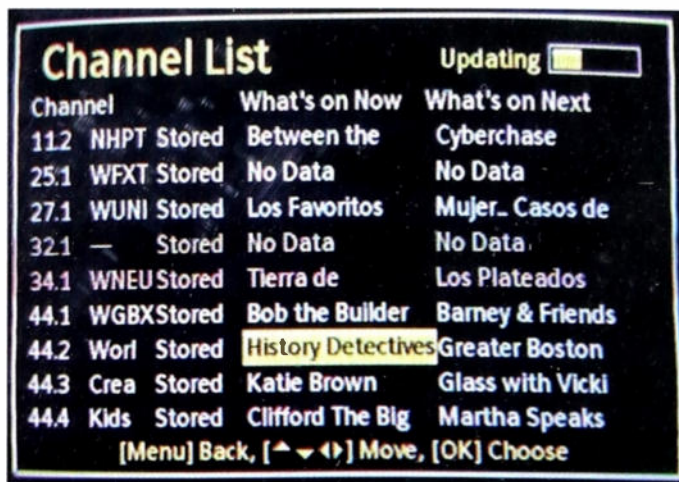 Channel List Updating
Channel What's on Now What's on Next
11.2 NHPT Stored Between the Cyberchase
25.1 WFXT Stored No Data No Data
27.1 WUNI Stored Los Favoritos Mujer... Casos de
32.1 — Stored No Data No Data
34.1 WNEU Stored Tierra de Los Plateados
44.1 WGBX Stored Bob the Builder Barney & Friends
44.2 Worl Stored History Detectives Greater Boston
44.3 Crea Stored Katie Brown Glass with Vicki
44.4 Kids Stored Clifford The Big Martha Speaks
[Menu] Back, [▲▼◀▶] Move, [OK] Choose